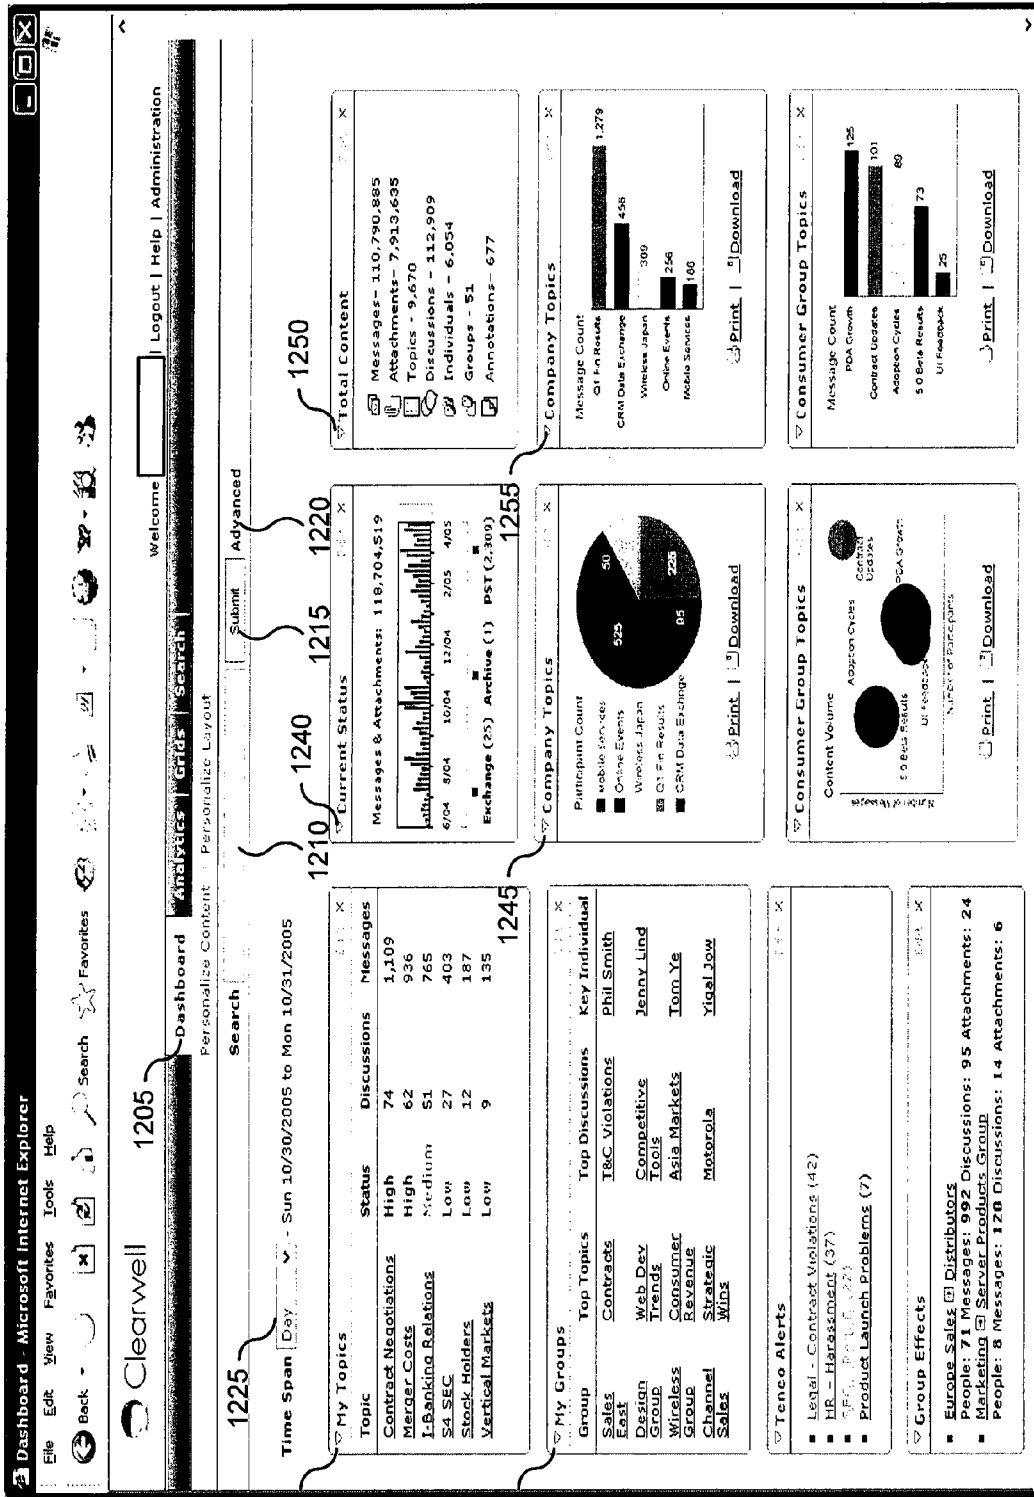 Dashboard - Microsoft Internet Explorer
File Edit View Favorites Tools Help
Back Search Favorites
Clearwell
Welcome | Logout | Help | Administration
1205
Dashboard Analytics | Grids | Search
Personalize Content | Personalize Layout
Search Submit Advanced
1210
1215
1220
1225
Time Span Day - Sun 10/30/2005 to Mon 10/31/2005
My Topics
Topic Status Discussions Messages
Contract Negotiations High 74 1,109
Merger Costs High 62 936
I-Banking Relations Medium 51 765
S4 SEC Low 27 403
Stock Holders Low 12 187
Vertical Markets Low 9 135
My Groups
Group Top Topics Top Discussions Key Individual
Sales East Contracts T&C Violations Phil Smith
Design Group Web Dev Trends Competitive Tools Jenny Lind
Wireless Group Consumer Revenue Asia Markets Tom Ye
Channel Sales Strategic Wins Motorola Yigal Jow
Tenco Alerts
Legal - Contract Violations (42)
HR - Harassment (37)
Product Launch Problems (7)
Group Effects
Europe Sales Distributors
People: 71 Messages: 992 Discussions: 95 Attachments: 24
Marketing Server Products Group
People: 8 Messages: 128 Discussions: 14 Attachments: 6
1240
Current Status
Messages & Attachments: 118,704,519
6/04 8/04 10/04 12/04 2/05 4/05
Exchange (25) Archive (1) PST (2,309)
1245
Company Topics
Participant Count
Mobile Services
Online Events
Wireless Japan
Q1 Fin Results
CRM Data Exchange
525
50
85
Print | Download
Consumer Group Topics
Content Volume
Number of Messages
Adoption Cycles
Contract Updates
5.0 Beta Results
PDA Growth
UI Feedback
Number of Participants
Print | Download
1250
Total Content
Messages- 110,790,885
Attachments- 7,913,635
Topics - 9,670
Discussions - 112,909
Individuals - 6,054
Groups - 51
Annotations- 677
1255
Company Topics
Message Count
Q1 Fin Results 1,279
CRM Data Exchange 456
Wireless Japan 309
Online Events 256
Mobile Services 186
Print | Download
Consumer Group Topics
Message Count
PDA Growth 125
Contract Updates 101
Adoption Cycles 89
5.0 Beta Results 73
UI Feedback 25
Print | Download